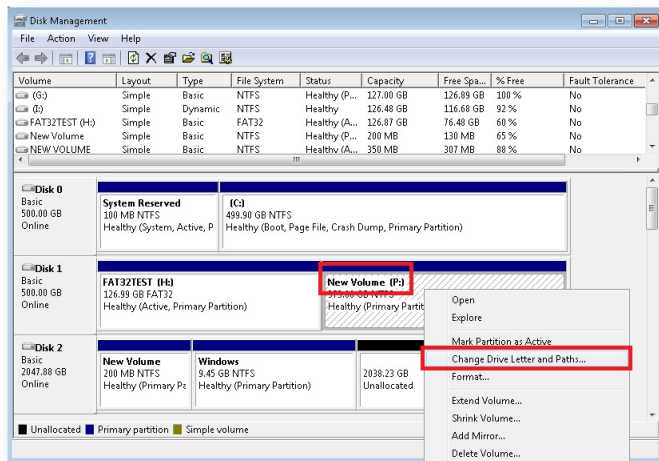 Disk Management
File Action View Help
Volume Layout Type File System Status Capacity Free Spa... % Free Fault Tolerance
(G:) Simple Basic NTFS Healthy (P... 127.00 GB 126.89 GB 100 % No
(I:) Simple Dynamic NTFS Healthy 126.48 GB 116.68 GB 92 % No
FAT32TEST (H:) Simple Basic FAT32 Healthy (A... 126.87 GB 76.48 GB 60 % No
New Volume Simple Basic NTFS Healthy (P... 200 MB 130 MB 65 % No
NEW VOLUME Simple Basic NTFS Healthy (A... 350 MB 307 MB 88 % No
Disk 0
Basic
500.00 GB
Online
System Reserved
100 MB NTFS
Healthy (System, Active, P
(C:)
499.90 GB NTFS
Healthy (Boot, Page File, Crash Dump, Primary Partition)
Disk 1
Basic
500.00 GB
Online
FAT32TEST (H:)
126.99 GB FAT32
Healthy (Active, Primary Partition)
New Volume (P:)
GB NTFS
Healthy (Primary Partit
Disk 2
Basic
2047.88 GB
Online
New Volume
200 MB NTFS
Healthy (Primary Pa
Windows
9.45 GB NTFS
Healthy (Primary Partition)
2038.23 GB
Unallocated
Open
Explore
Mark Partition as Active
Change Drive Letter and Paths...
Format...
Extend Volume...
Shrink Volume...
Add Mirror...
Delete Volume...
Unallocated Primary partition Simple volume